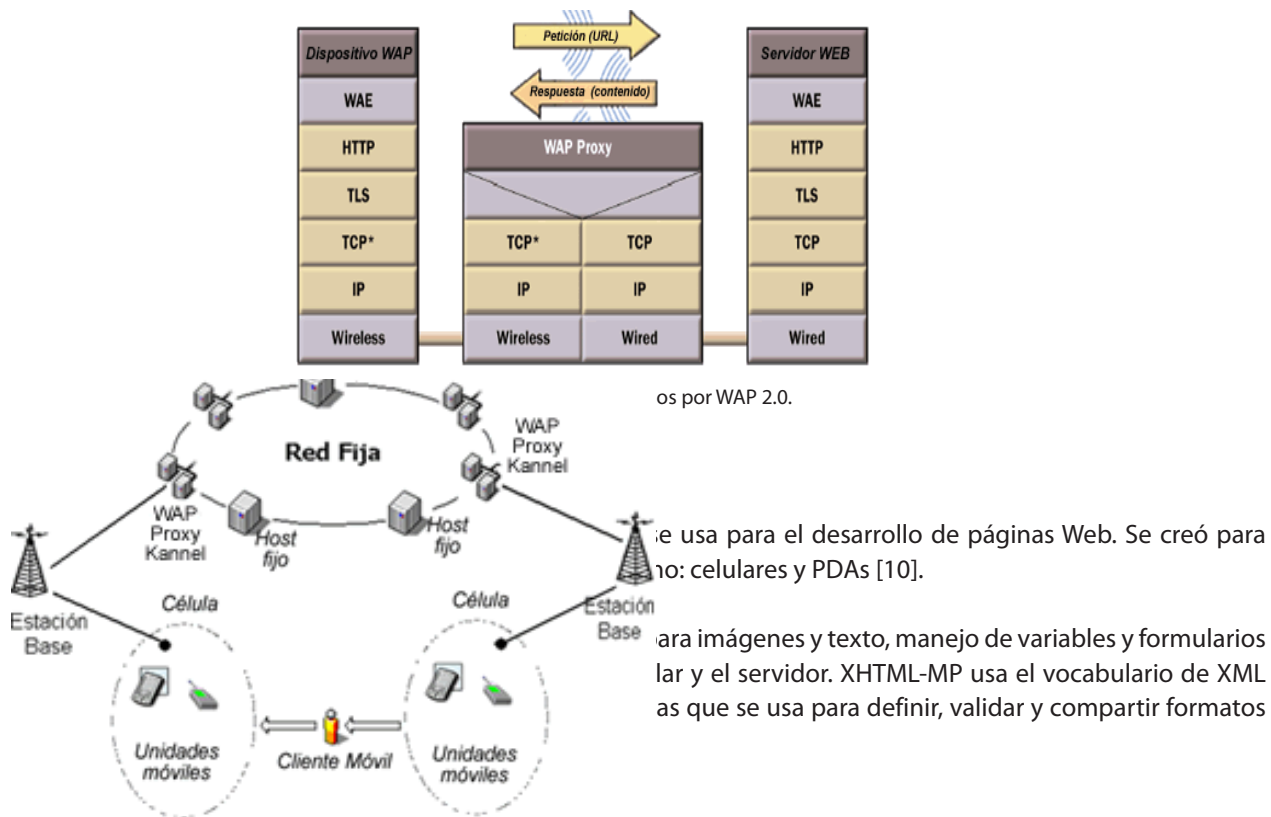 Petición (URL)
Dispositivo WAP
Servidor WEB
Respuesta (contenido)
WAE
WAE
HTTP
WAP Proxy
HTTP
TLS
TLS
TCP*
TCP*
TCP
TCP
IP
IP
IP
IP
Wireless
Wireless
Wired
Wired
os por WAP 2.0.
WAP
Proxy
Kannel
Red Fija
WAP
Proxy
Kannel
Host
fijo
Host
fijo
se usa para el desarrollo de páginas Web. Se creó para
no: celulares y PDAs [10].
Estación
Base
Célula
Célula
Estación
Base
para imágenes y texto, manejo de variables y formularios
lar y el servidor. XHTML-MP usa el vocabulario de XML
as que se usa para definir, validar y compartir formatos
Unidades
móviles
Cliente Móvil
Unidades
móviles